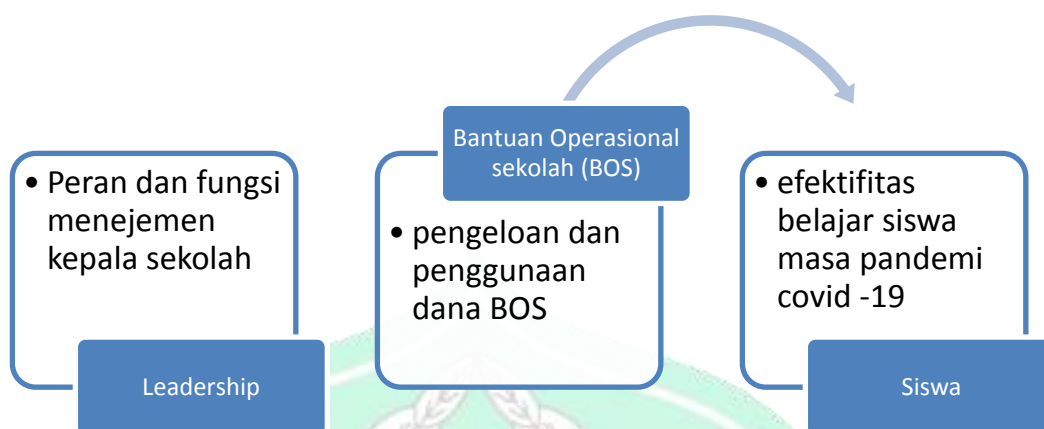 • Peran dan fungsi
menejemen
kepala sekolah
Leadership
Bantuan Operasional
sekolah (BOS)
• pengeloan dan
penggunaan
dana BOS
• efektifitas
belajar siswa
masa pandemi
covid -19
Siswa